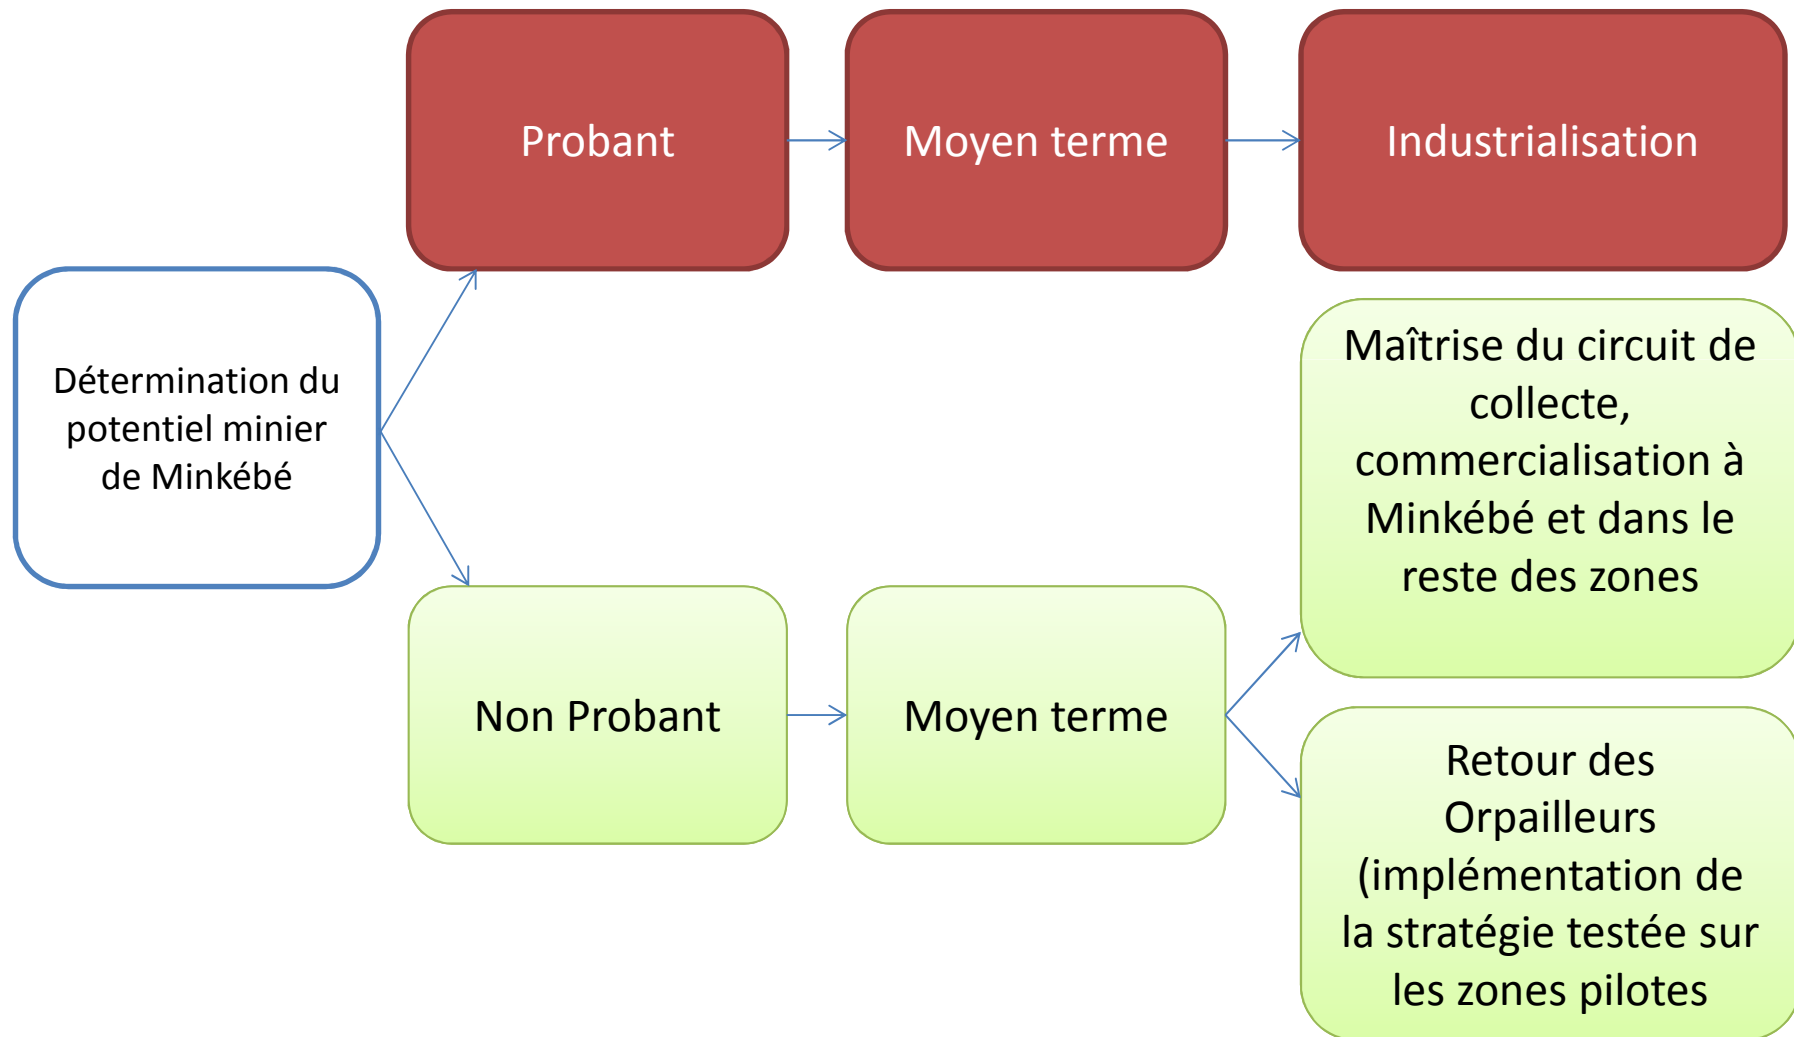 Probant
Moyen terme
Industrialisation
Détermination du
potentiel minier
de Minkébé
Maîtrise du circuit de
collecte,
commercialisation à
Minkébé et dans le
reste des zones
Non Probant
Moyen terme
Retour des
Orpailleurs
(implémentation de
la stratégie testée sur
les zones pilotes